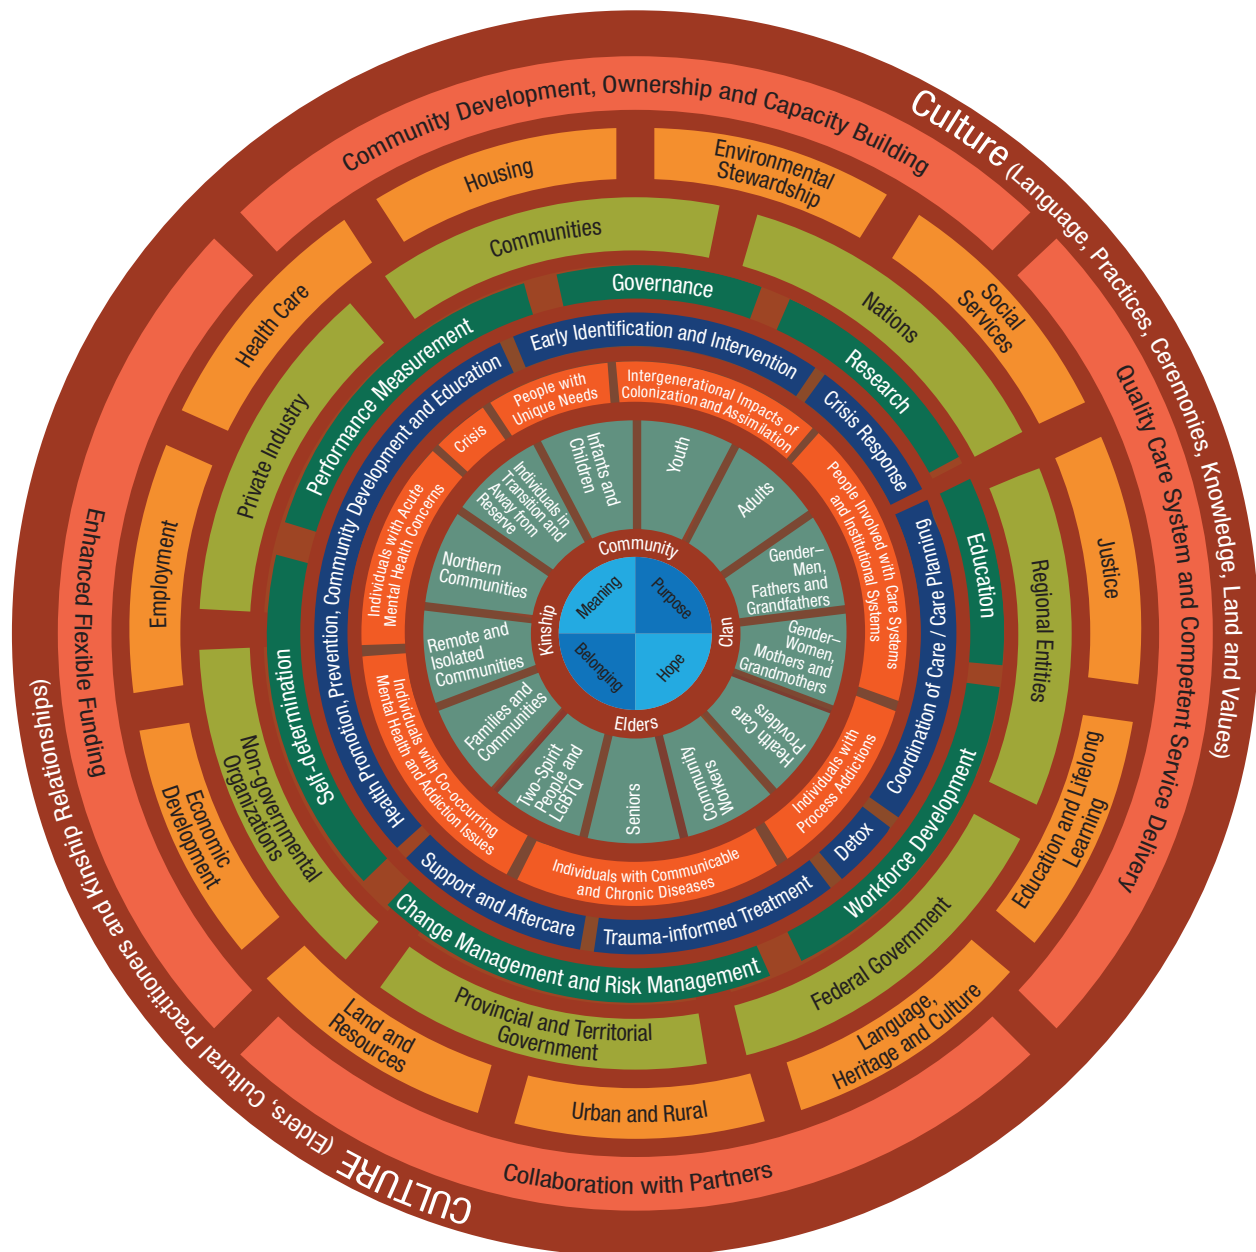 Culture (Language, Practices, Ceremonies, Knowledge, Land and Values)
CULTURE (Elders, Cultural Practitioners and Kinship Relationships)
Community Development, Ownership and Capacity Building
Quality Care System and Competent Service Delivery
Collaboration with Partners
Enhanced Flexible Funding
Housing
Environmental
Stewardship
Social
Services
Justice
Education and Lifelong
Learning
Language,
Heritage and Culture
Urban and Rural
Land and
Resources
Economic
Development
Employment
Health Care
Communities
Nations
Regional Entities
Federal Government
Provincial and Territorial
Government
Non-governmental
Organizations
Private Industry
Governance
Research
Education
Workforce Development
Change Management and Risk Management
Self-determination
Performance Measurement
Early Identification and Intervention
Crisis Response
Coordination of Care / Care Planning
Detox
Trauma-informed Treatment
Support and Aftercare
Health Promotion, Prevention, Community Development and Education
People with
Unique Needs
Intergenerational Impacts of
Colonization and Assimilation
People Involved with Care Systems
and Institutional Systems
Individuals with
Process Addictions
Individuals with Communicable
and Chronic Diseases
Individuals with Co-occurring
Mental Health and Addiction Issues
Individuals with Acute
Mental Health Concerns
Crisis
Infants and
Children
Youth
Adults
Gender–
Men,
Fathers and
Grandfathers
Gender–
Women,
Mothers and
Grandmothers
Health Care
Providers
Community
Workers
Seniors
Two-Spirit
People and
LGBTQ
Families and
Communities
Remote and
Isolated
Communities
Northern
Communities
Individuals in
Transition and
Away from
Reserve
Community
Clan
Elders
Kinship
Meaning
Purpose
Hope
Belonging